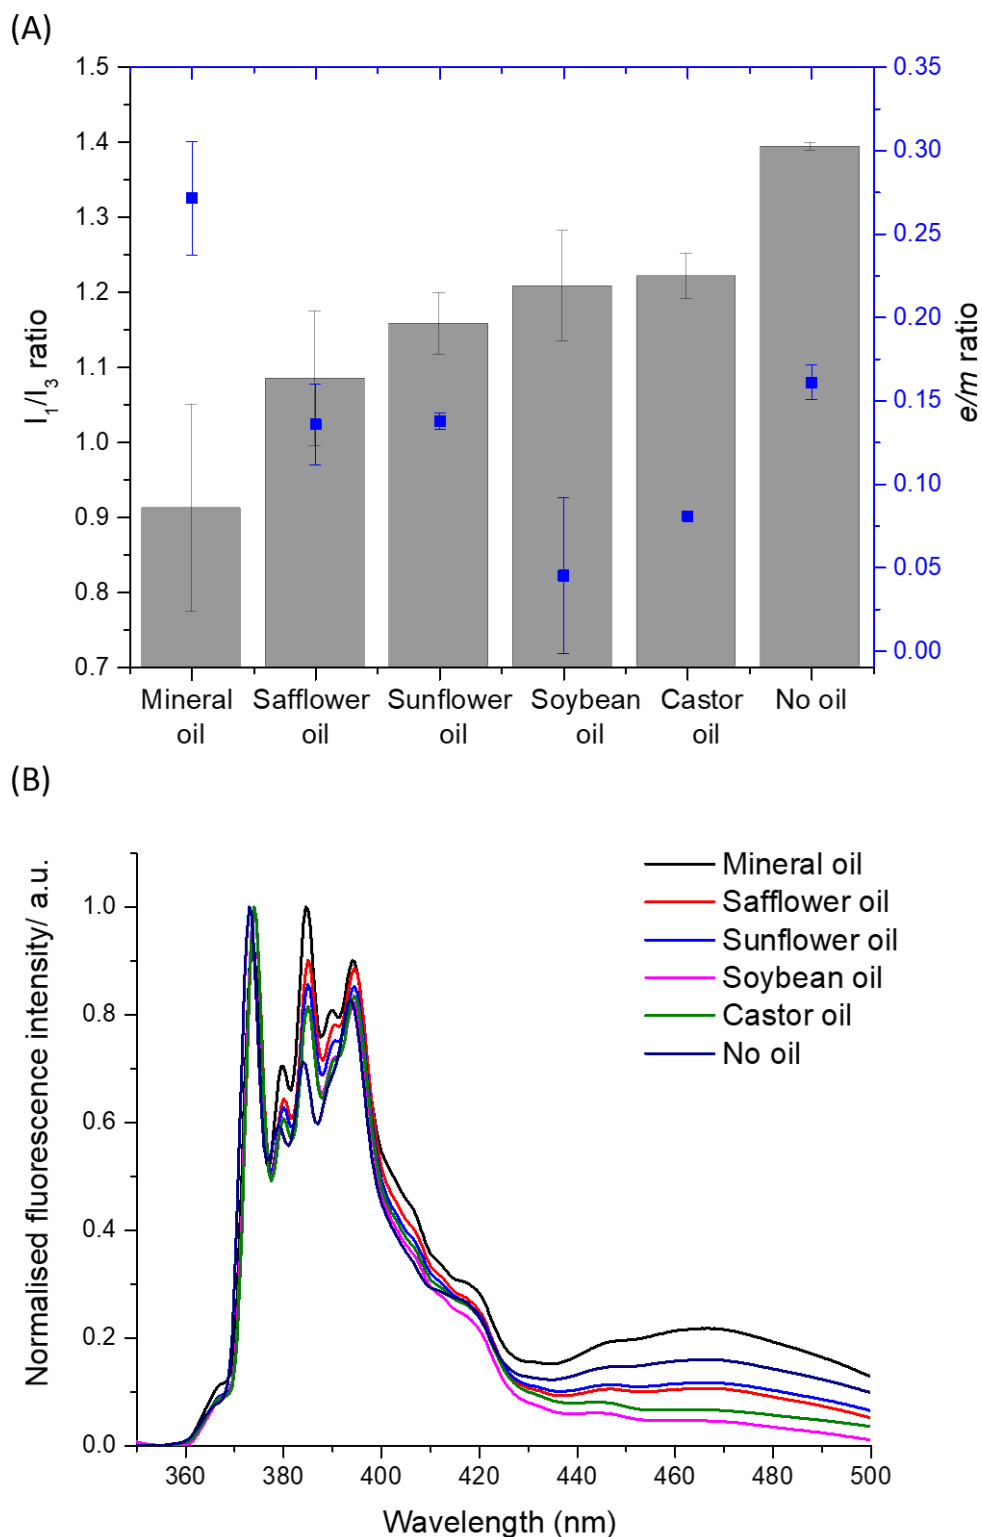 (A)
1.5
1.4
1.3
1.2
1.1
1.0
0.9
0.8
0.7
I1/I3 ratio
0.35
0.30
0.25
0.20
0.15
0.10
0.05
0.00
e/m ratio
Mineral oil
Safflower oil
Sunflower oil
Soybean oil
Castor oil
No oil
(B)
Normalised fluorescence intensity/ a.u.
1.0
0.8
0.6
0.4
0.2
0.0
Mineral oil
Safflower oil
Sunflower oil
Soybean oil
Castor oil
No oil
360 380 400 420 440 460 480 500
Wavelength (nm)